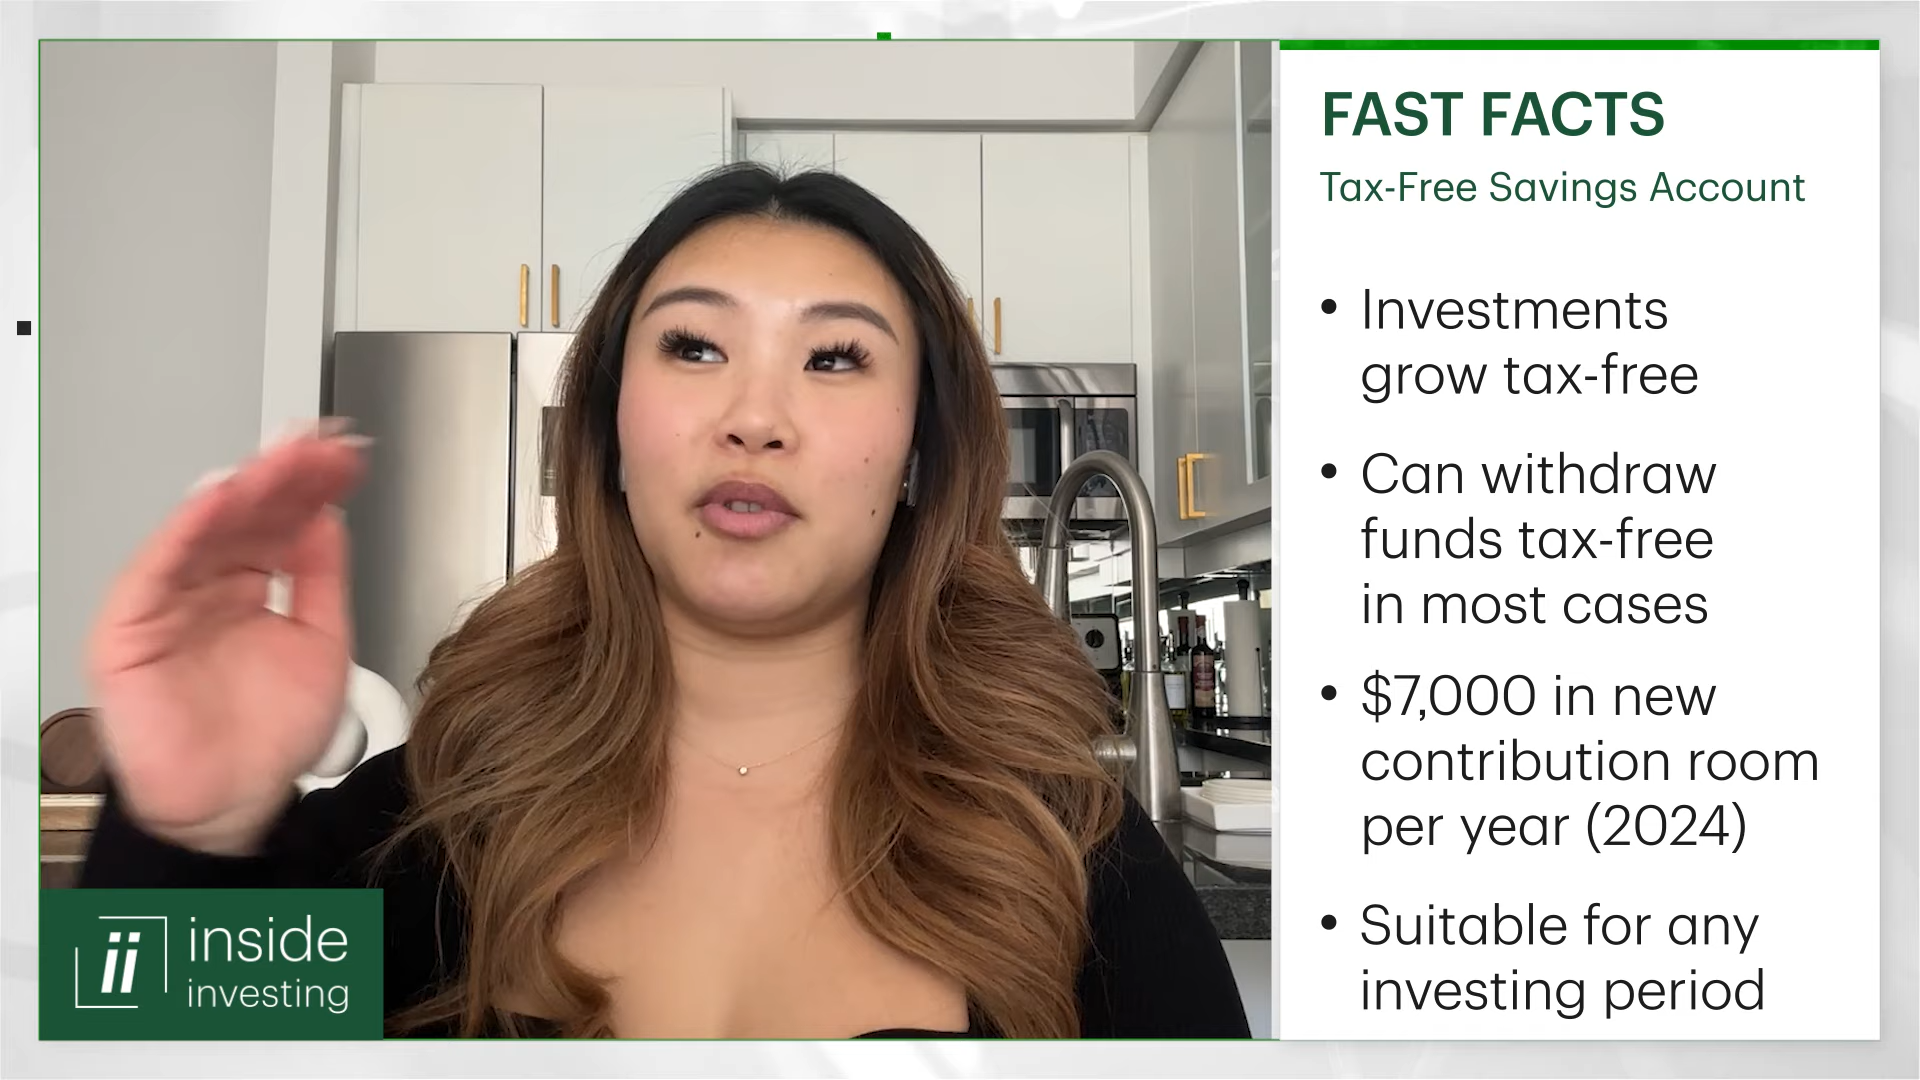 FAST FACTS
Tax-Free Savings Account
• Investments
grow tax-free
• Can withdraw
funds tax-free
in most cases
• $7,000 in new
contribution room
per year (2024)
• Suitable for any
investing period
ii
inside
investing